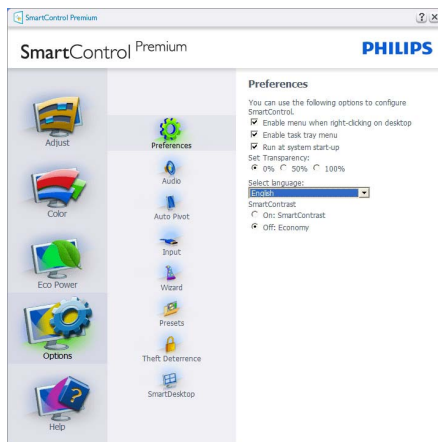 SmartControl Premium
SmartControl Premium
PHILIPS
Adjust
Color
Eco Power
Options
Help
Preferences
Audio
Auto Pivot
Input
Wizard
Presets
Theft Deterrence
SmartDesktop
Preferences
You can use the following options to configure
SmartControl.
Enable menu when right-clicking on desktop
Enable task tray menu
Run at system start-up
Set Transparency:
0% 50% 100%
Select language:
English
SmartContrast
On: SmartContrast
Off: Economy